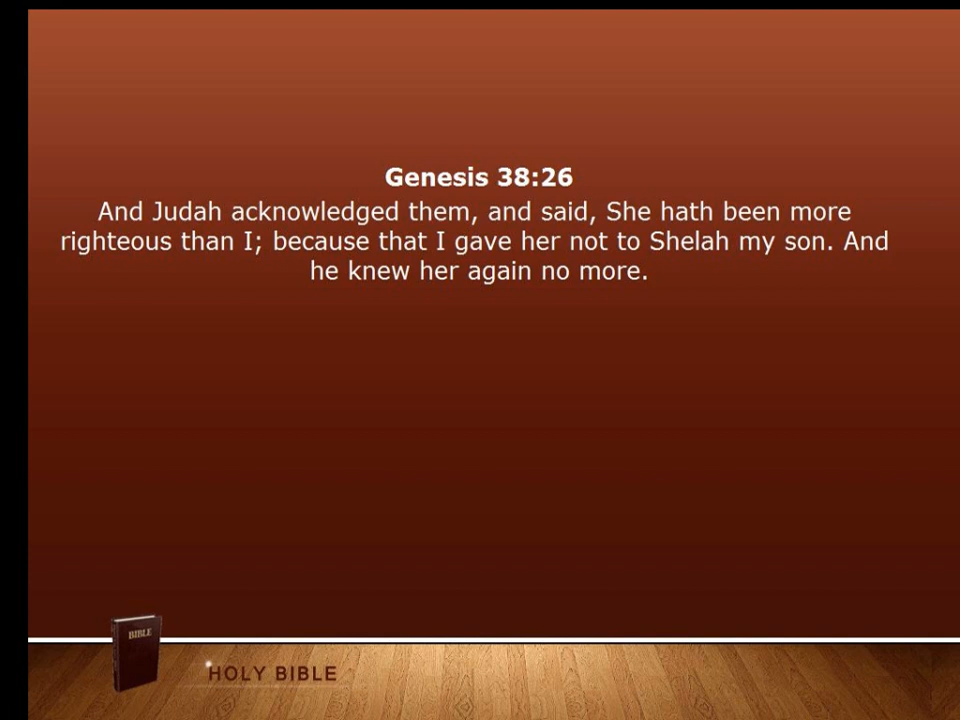 Genesis 38:26
And Judah acknowledged them, and said, She hath been more
righteous than I; because that I gave her not to Shelah my son. And
he knew her again no more.
BIBLE
HOLY BIBLE